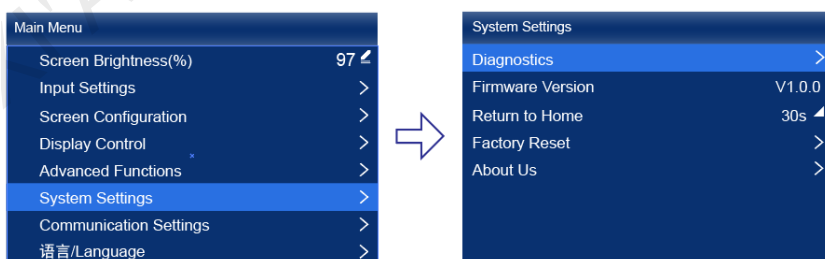 Main Menu
Screen Brightness(%) 97
Input Settings
Screen Configuration
Display Control
Advanced Functions
System Settings
Communication Settings
语言/Language
System Settings
Diagnostics
Firmware Version V1.0.0
Return to Home 30s
Factory Reset
About Us